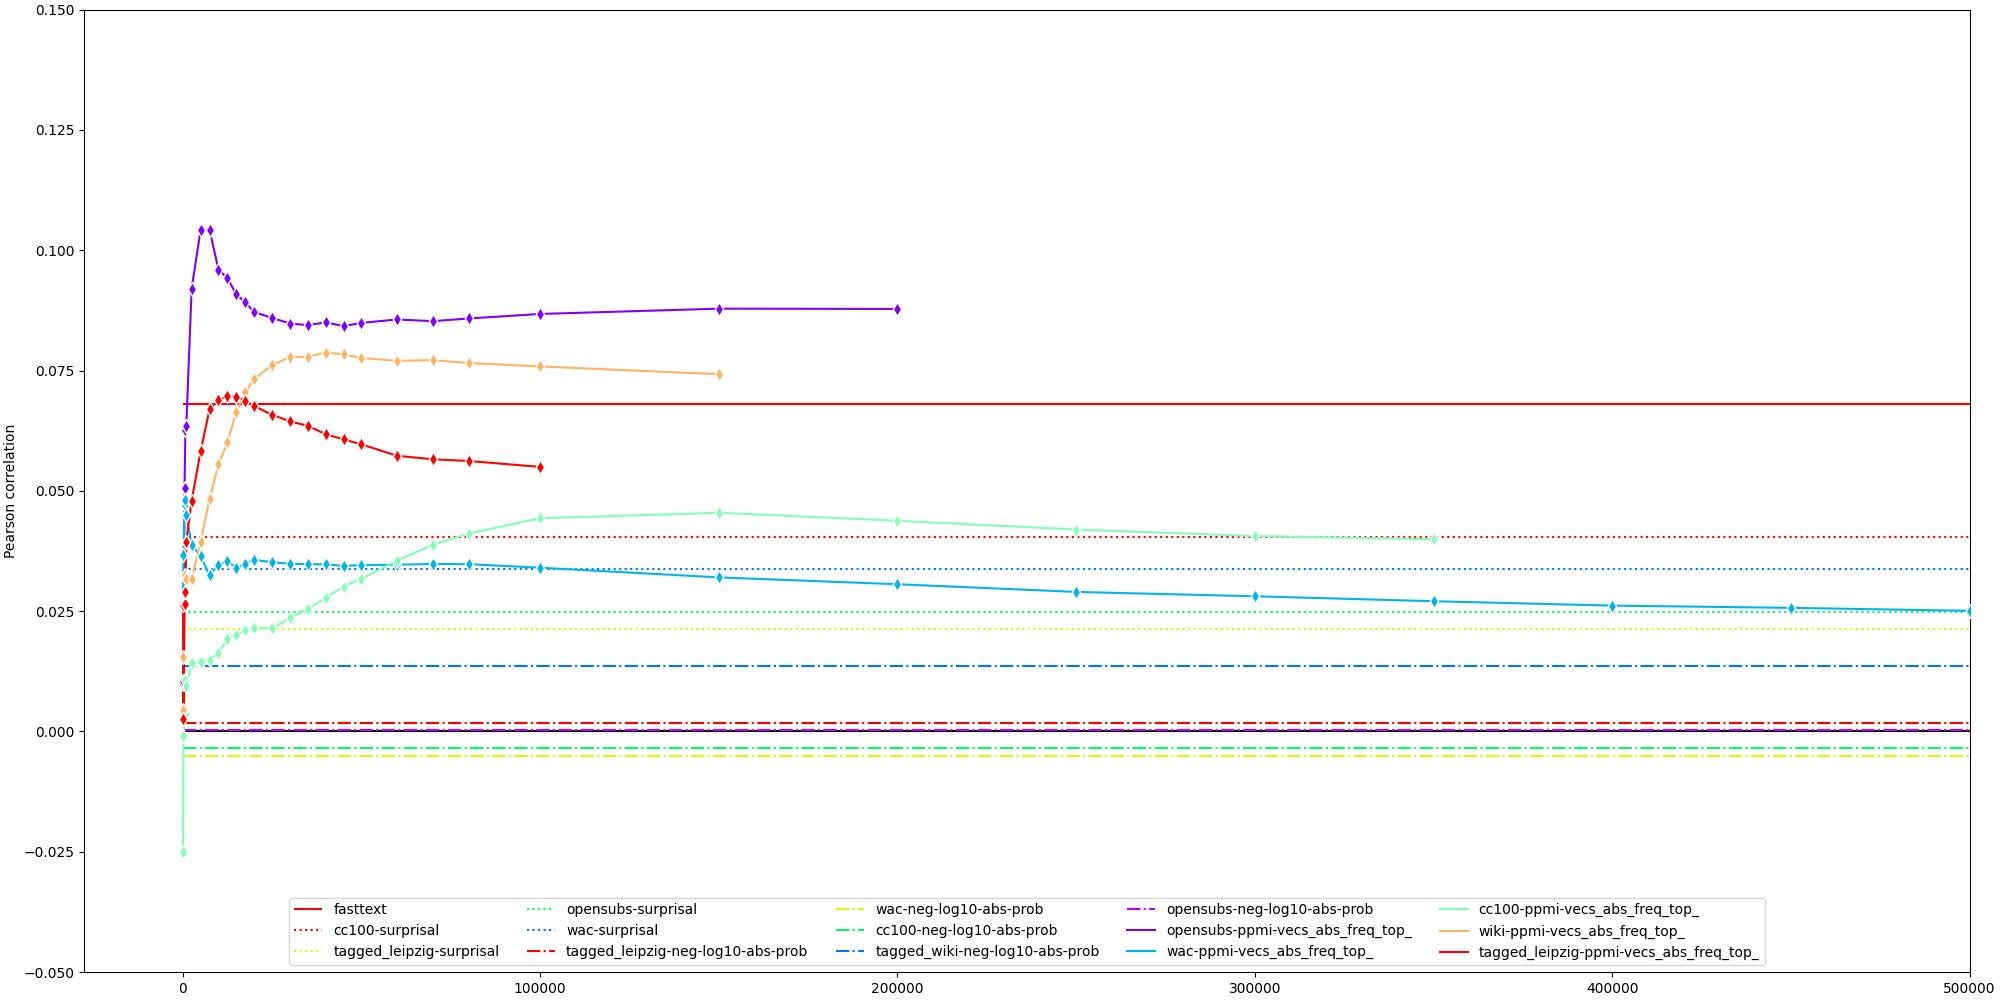 0.150
0.125
0.100
0.075
0.050
0.025
0.000
−0.025
−0.050
Pearson correlation
fasttext
cc100-surprisal
tagged_leipzig-surprisal
opensubs-surprisal
wac-surprisal
tagged_leipzig-neg-log10-abs-prob
wac-neg-log10-abs-prob
cc100-neg-log10-abs-prob
tagged_wiki-neg-log10-abs-prob
opensubs-neg-log10-abs-prob
opensubs-ppmi-vecs_abs_freq_top_
wac-ppmi-vecs_abs_freq_top_
cc100-ppmi-vecs_abs_freq_top_
wiki-ppmi-vecs_abs_freq_top_
tagged_leipzig-ppmi-vecs_abs_freq_top_
0
100000
200000
300000
400000
500000